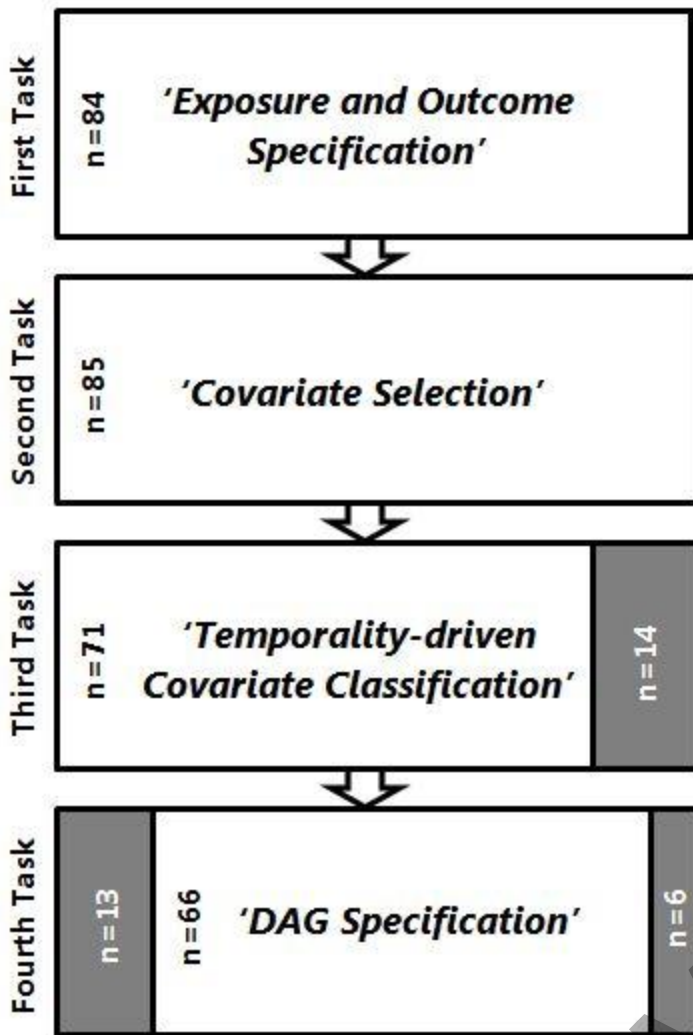 First Task
n=84
‘Exposure and Outcome
Specification’
Second Task
n=85
‘Covariate Selection’
Third Task
n=71
‘Temporality-driven
Covariate Classification’
n=14
Fourth Task
n=13
n=66
‘DAG Specification’
n=6